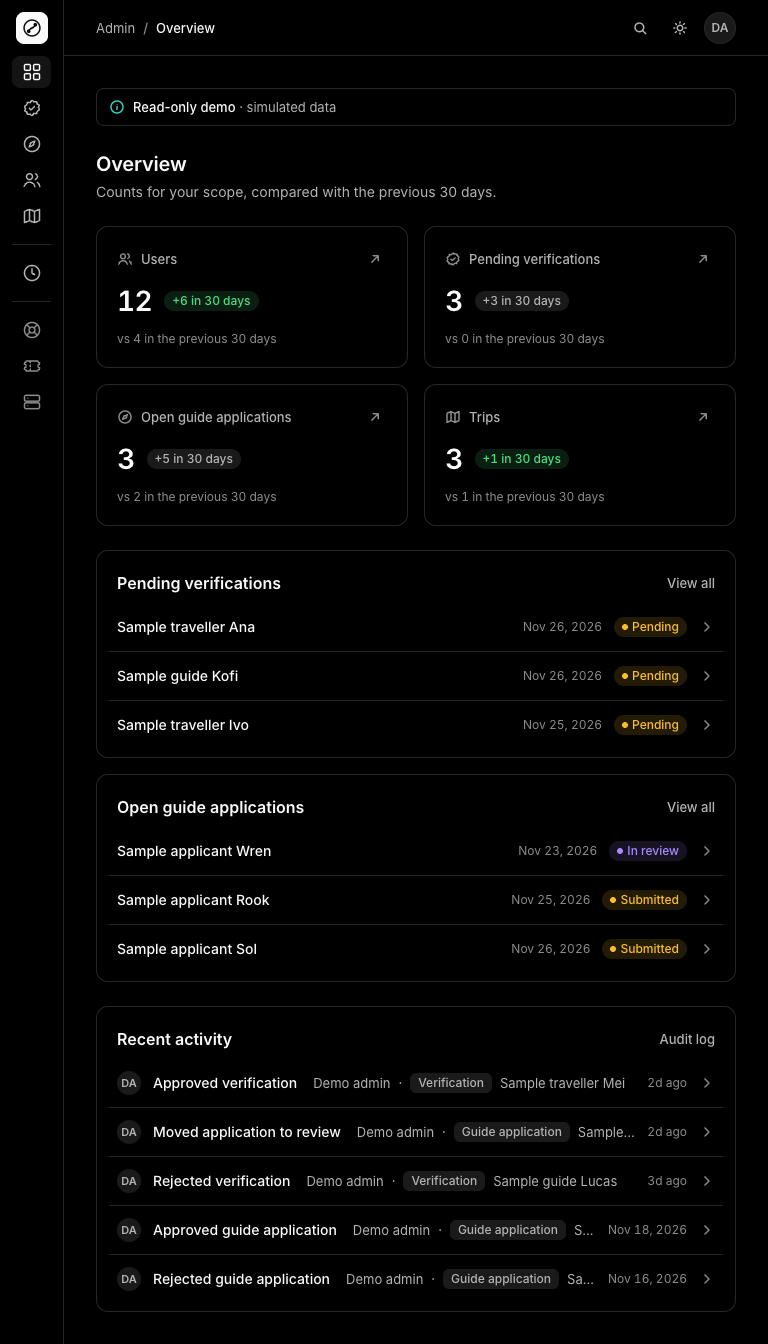 Admin / Overview DA
Read-only demo · simulated data
Overview
Counts for your scope, compared with the previous 30 days.
Users
12 +6 in 30 days
vs 4 in the previous 30 days
Pending verifications
3 +3 in 30 days
vs 0 in the previous 30 days
Open guide applications
3 +5 in 30 days
vs 2 in the previous 30 days
Trips
3 +1 in 30 days
vs 1 in the previous 30 days
Pending verifications View all
Sample traveller Ana Nov 26, 2026 Pending
Sample guide Kofi Nov 26, 2026 Pending
Sample traveller Ivo Nov 25, 2026 Pending
Open guide applications View all
Sample applicant Wren Nov 23, 2026 In review
Sample applicant Rook Nov 25, 2026 Submitted
Sample applicant Sol Nov 26, 2026 Submitted
Recent activity Audit log
DA Approved verification Demo admin · Verification Sample traveller Mei 2d ago
DA Moved application to review Demo admin · Guide application Sample... 2d ago
DA Rejected verification Demo admin · Verification Sample guide Lucas 3d ago
DA Approved guide application Demo admin · Guide application S... Nov 18, 2026
DA Rejected guide application Demo admin · Guide application Sa... Nov 16, 2026